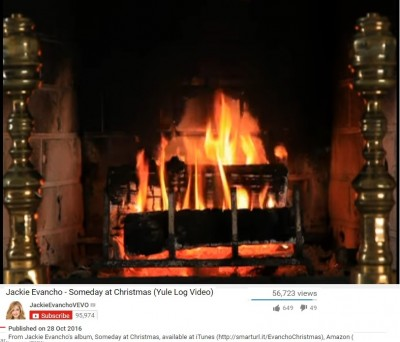 Jackie Evancho - Someday at Christmas (Yule Log Video)
JackieEvanchoVEVO
Subscribe 95,974
56,723 views
649 49
Published on 28 Oct 2016
From Jackie Evancho's album, Someday at Christmas, available at iTunes (http://smarturl.it/EvanchoChristmas), Amazon (